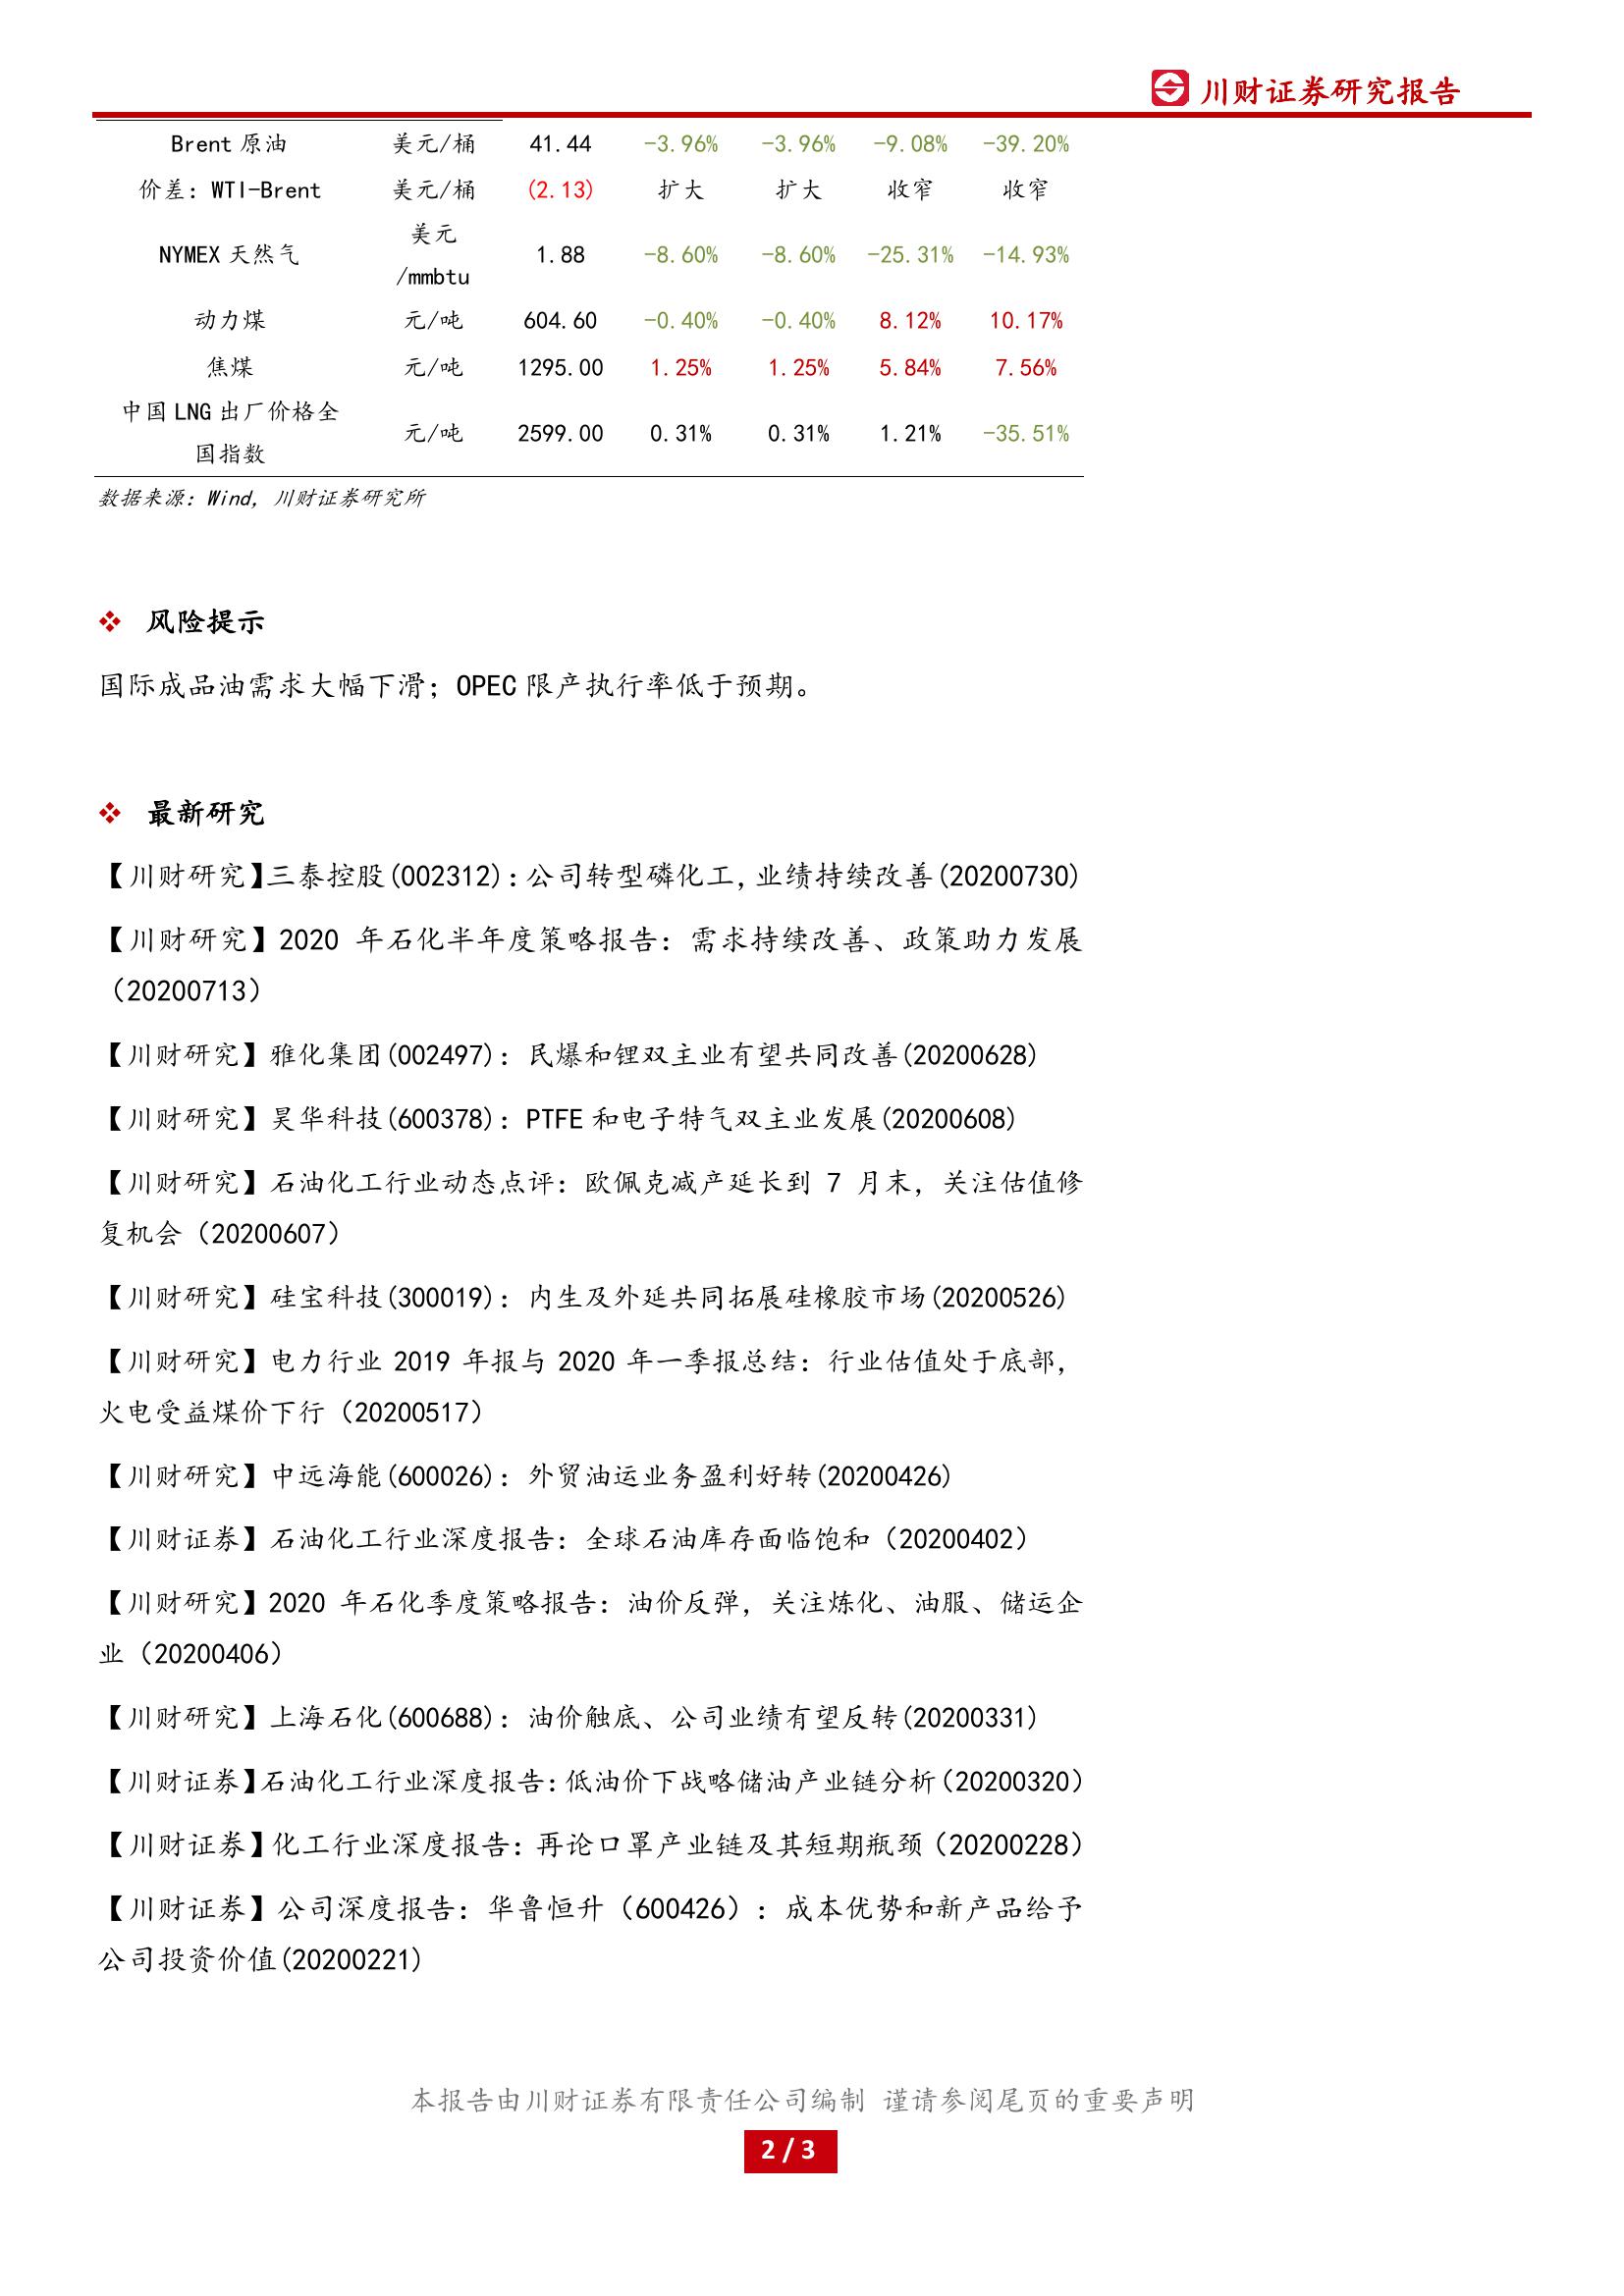 川财证券研究报告
Brent 原油 美元/桶 41.44 -3.96% -3.96% -9.08% -39.20%
价差：WTI-Brent 美元/桶 (2.13) 扩大 扩大 收窄 收窄
美元
NYMEX 天然气 1.88 -8.60% -8.60% -25.31% -14.93%
/mmbtu
动力煤 元/吨 604.60 -0.40% -0.40% 8.12% 10.17%
焦煤 元/吨 1295.00 1.25% 1.25% 5.84% 7.56%
中国 LNG 出厂价格全
元/吨 2599.00 0.31% 0.31% 1.21% -35.51%
国指数
数据来源：Wind，川财证券研究所
风险提示
国际成品油需求大幅下滑；OPEC 限产执行率低于预期。
最新研究
【川财研究】三泰控股(002312)：公司转型磷化工，业绩持续改善(20200730)
【川财研究】2020 年石化半年度策略报告：需求持续改善、政策助力发展
（20200713）
【川财研究】雅化集团(002497)：民爆和锂双主业有望共同改善(20200628)
【川财研究】昊华科技(600378)：PTFE 和电子特气双主业发展(20200608)
【川财研究】石油化工行业动态点评：欧佩克减产延长到 7 月末，关注估值修
复机会（20200607）
【川财研究】硅宝科技(300019)：内生及外延共同拓展硅橡胶市场(20200526)
【川财研究】电力行业 2019 年报与 2020 年一季报总结：行业估值处于底部，
火电受益煤价下行（20200517）
【川财研究】中远海能(600026)：外贸油运业务盈利好转(20200426)
【川财证券】石油化工行业深度报告：全球石油库存面临饱和（20200402）
【川财研究】2020 年石化季度策略报告：油价反弹，关注炼化、油服、储运企
业（20200406）
【川财研究】上海石化(600688)：油价触底、公司业绩有望反转(20200331)
【川财证券】石油化工行业深度报告：低油价下战略储油产业链分析（20200320）
【川财证券】化工行业深度报告：再论口罩产业链及其短期瓶颈（20200228）
【川财证券】公司深度报告：华鲁恒升（600426）：成本优势和新产品给予
公司投资价值(20200221)
本报告由川财证券有限责任公司编制 谨请参阅尾页的重要声明
2 / 3